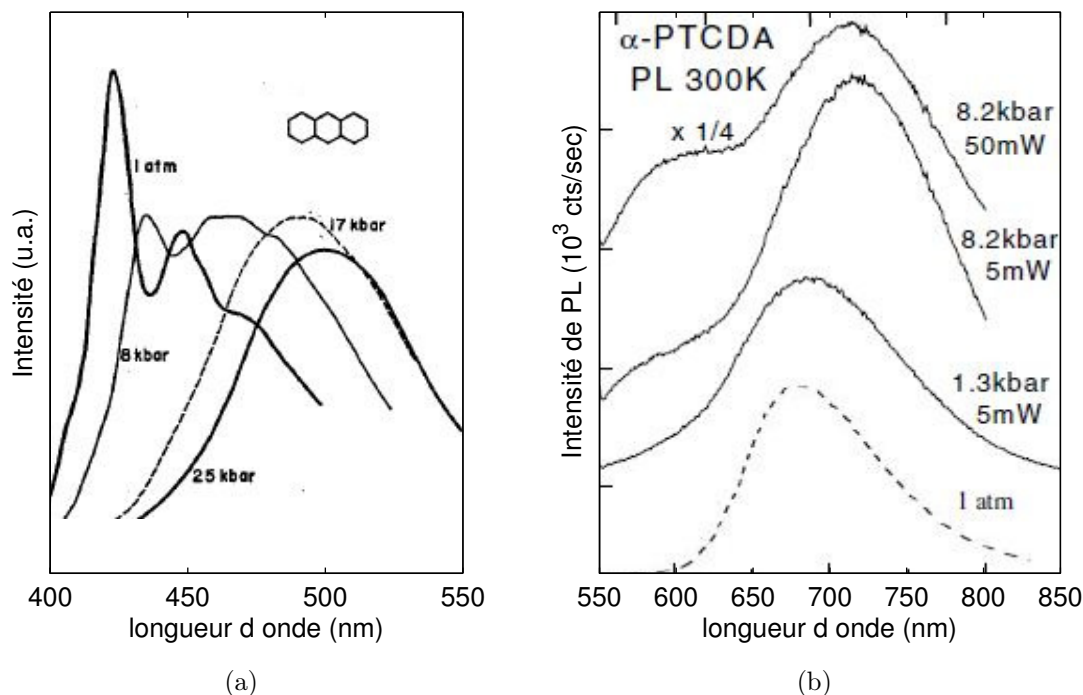 Intensité (u.a.)
1 atm
8 kbar
17 kbar
25 kbar
400 450 500 550
longueur d onde (nm)
(a)
Intensité de PL (10³ cts/sec)
α-PTCDA
PL 300K
x 1/4
8.2kbar
50mW
8.2kbar
5mW
1.3kbar
5mW
1 atm
550 600 650 700 750 800 850
longueur d onde (nm)
(b)